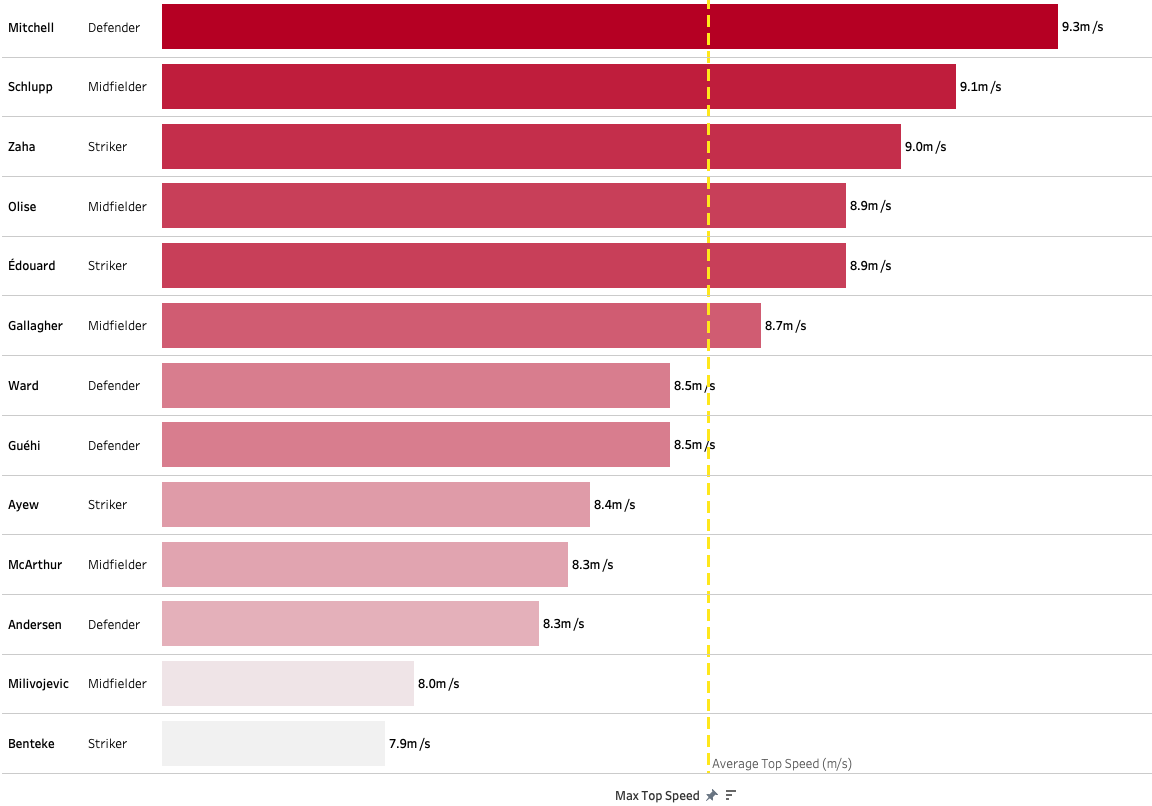 Mitchell Defender 9.3m/s
Schlupp Midfielder 9.1m/s
Zaha Striker 9.0m/s
Olise Midfielder 8.9m/s
Édouard Striker 8.9m/s
Gallagher Midfielder 8.7m/s
Ward Defender 8.5m/s
Guéhi Defender 8.5m/s
Ayew Striker 8.4m/s
McArthur Midfielder 8.3m/s
Andersen Defender 8.3m/s
Milivojevic Midfielder 8.0m/s
Benteke Striker 7.9m/s
Average Top Speed (m/s)
Max Top Speed